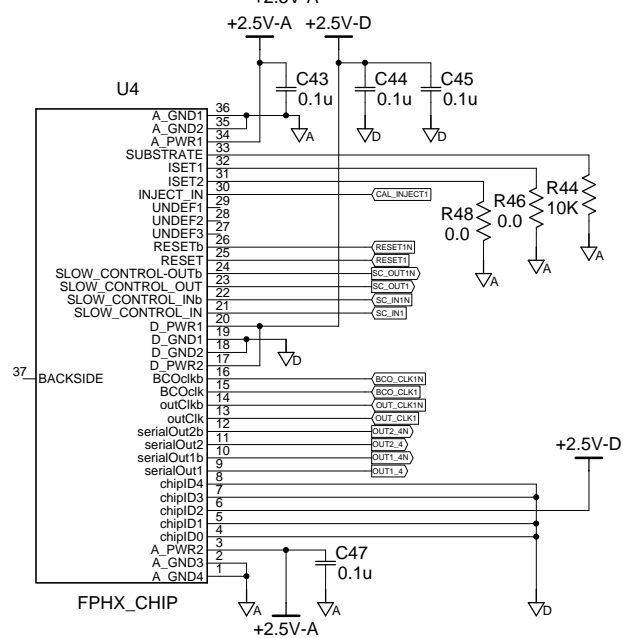 +2.5V-A
+2.5V-A +2.5V-D
U4
C43
0.1u
C44
0.1u
C45
0.1u
A
D
D
A_GND1 36
A_GND2 35
A_PWR1 34
SUBSTRATE 33
ISET1 32
ISET2 31
INJECT_IN 30 CAL_INJECT1
UNDEF1 29
UNDEF2 28
UNDEF3 27
RESETb 26 RESET1N
RESET 25 RESET1
SLOW_CONTROL-OUTb 24 SC_OUT1N
SLOW_CONTROL_OUT 23 SC_OUT1
SLOW_CONTROL_INb 22 SC_IN1N
SLOW_CONTROL_IN 21 SC_IN1
D_PWR1 20
D_GND1 19
D_GND2 18
D_PWR2 17
D
R48
0.0
R46
0.0
R44
10K
A
A
A
37 BACKSIDE
BCOclkb 16 BCO_CLK1N
BCOclk 15 BCO_CLK1
outClkb 14 OUT_CLK1N
outClk 13 OUT_CLK1
serialOut2b 12 OUT2_4N
serialOut2 11 OUT2_4
serialOut1b 10 OUT1_4N
serialOut1 9 OUT1_4
chipID4 8
chipID3 7
chipID2 6
chipID1 5
chipID0 4
A_PWR2 3
A_GND3 2
A_GND4 1
+2.5V-D
C47
0.1u
FPHX_CHIP
A
A
D
+2.5V-A